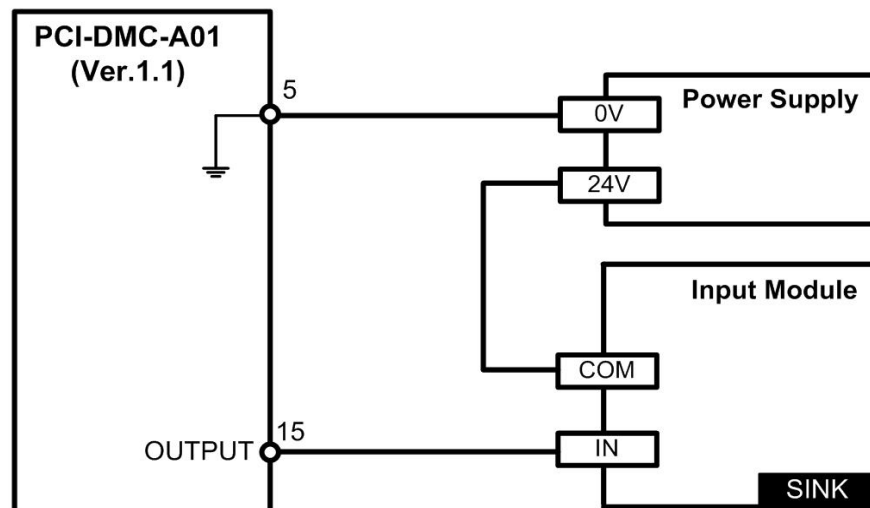 PCI-DMC-A01
(Ver.1.1)
5
0V
Power Supply
24V
Input Module
COM
OUTPUT
15
IN
SINK